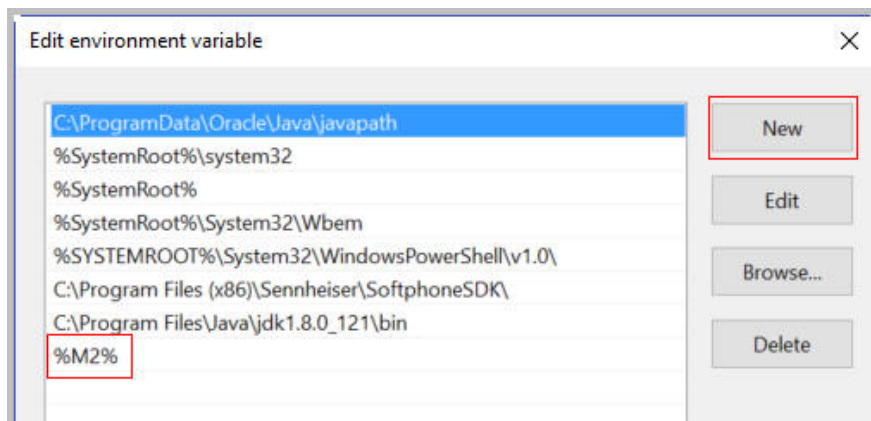 Edit environment variable
C:\ProgramData\Oracle\Java\javapath
New
%SystemRoot%\system32
%SystemRoot%
Edit
%SystemRoot%\System32\Wbem
%SYSTEMROOT%\System32\WindowsPowerShell\v1.0\
Browse...
C:\Program Files (x86)\Sennheiser\SoftphoneSDK\
C:\Program Files\Java\jdk1.8.0_121\bin
Delete
%M2%